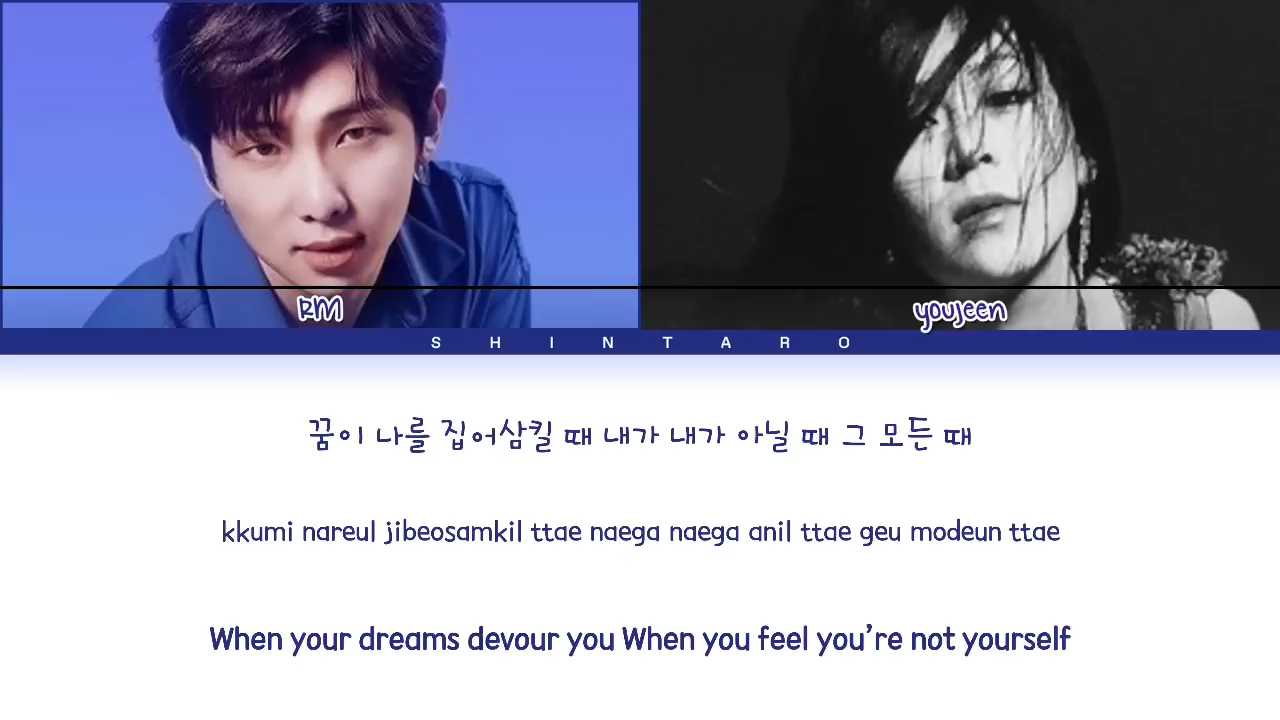 RM
youjeen
SHINTARO
꿈이 나를 집어삼킬 때 내가 내가 아닐 때 그 모든 때
kkumi nareul jibeosamkil ttae naega naega anil ttae geu modeun ttae
When your dreams devour you When you feel you're not yourself